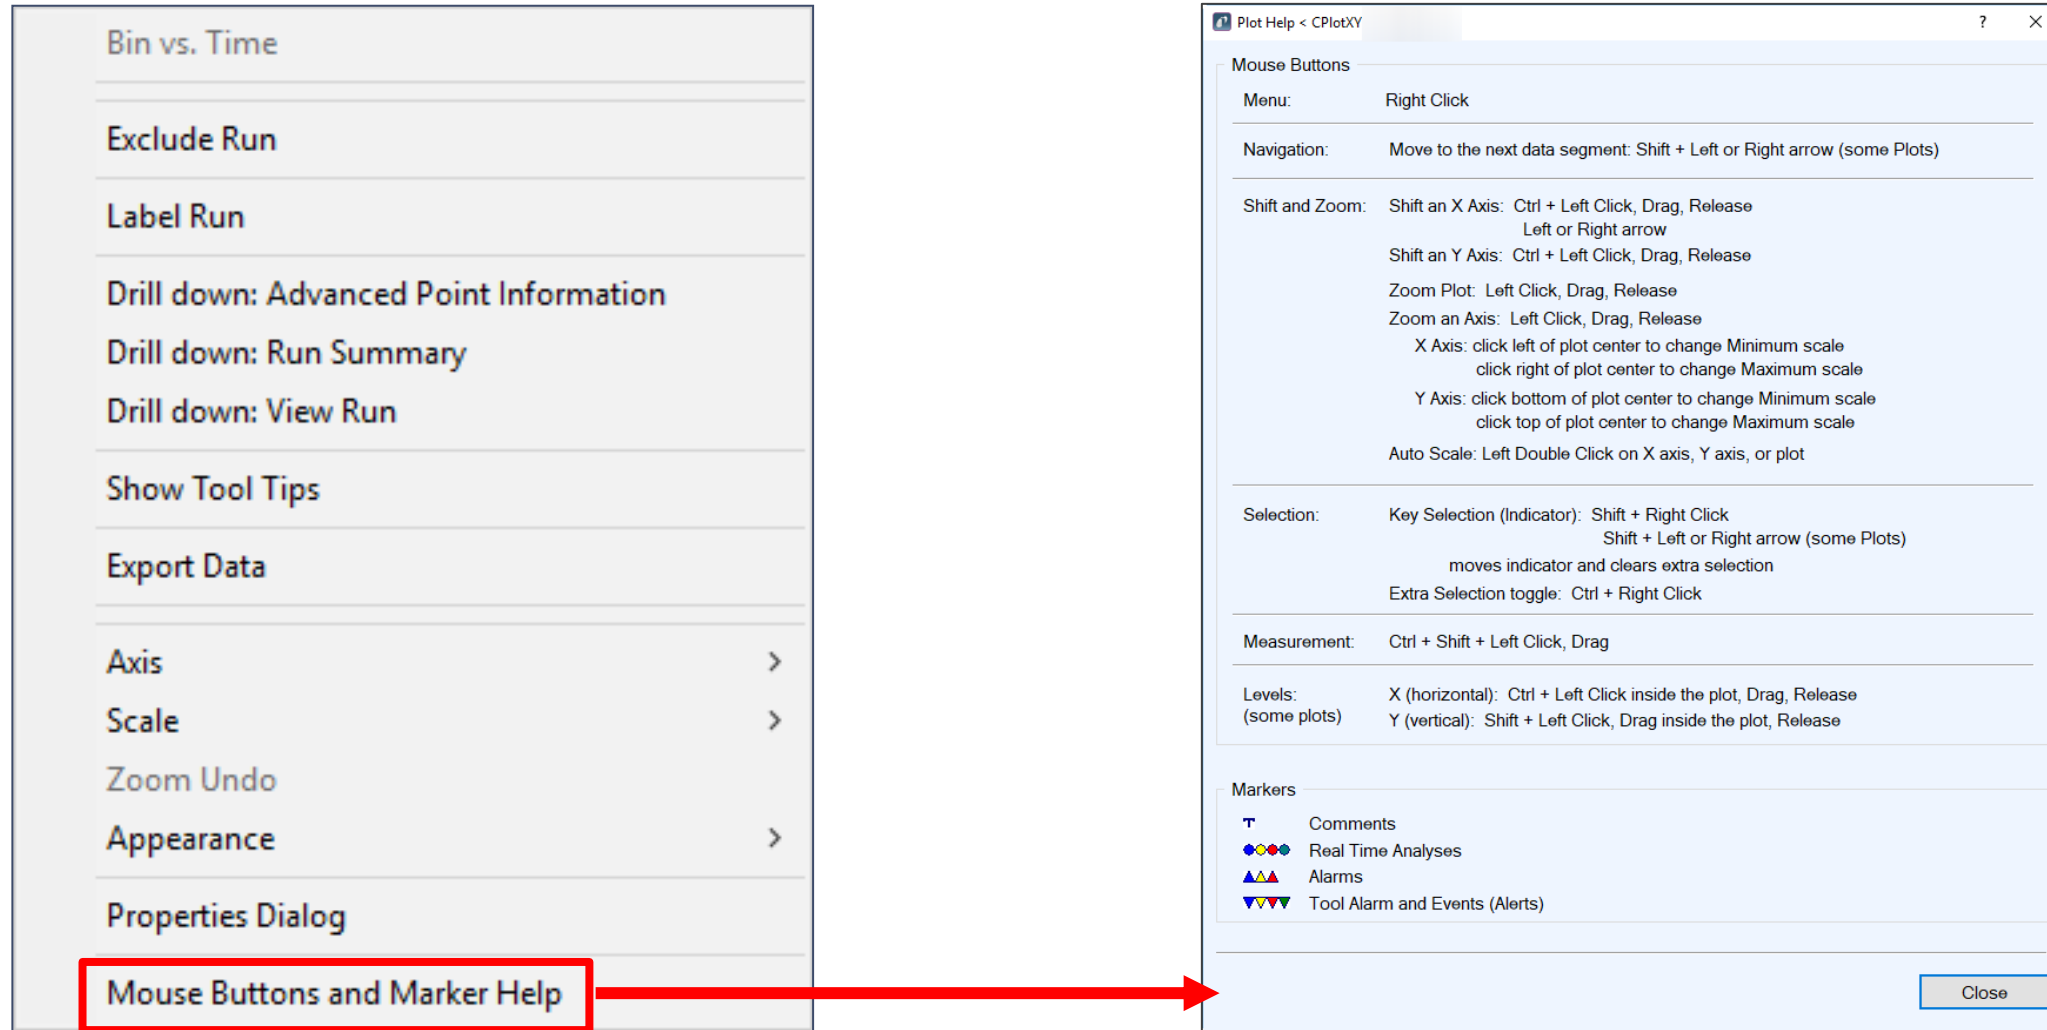 Bin vs. Time
Exclude Run
Label Run
Drill down: Advanced Point Information
Drill down: Run Summary
Drill down: View Run
Show Tool Tips
Export Data
Axis
Scale
Zoom Undo
Appearance
Properties Dialog
Mouse Buttons and Marker Help
Plot Help < CPlotXY
Mouse Buttons
Menu: Right Click
Navigation: Move to the next data segment: Shift + Left or Right arrow (some Plots)
Shift and Zoom: Shift an X Axis: Ctrl + Left Click, Drag, Release
Left or Right arrow
Shift an Y Axis: Ctrl + Left Click, Drag, Release
Zoom Plot: Left Click, Drag, Release
Zoom an Axis: Left Click, Drag, Release
X Axis: click left of plot center to change Minimum scale
click right of plot center to change Maximum scale
Y Axis: click bottom of plot center to change Minimum scale
click top of plot center to change Maximum scale
Auto Scale: Left Double Click on X axis, Y axis, or plot
Selection: Key Selection (Indicator): Shift + Right Click
Shift + Left or Right arrow (some Plots)
moves indicator and clears extra selection
Extra Selection toggle: Ctrl + Right Click
Measurement: Ctrl + Shift + Left Click, Drag
Levels: X (horizontal): Ctrl + Left Click inside the plot, Drag, Release
(some plots) Y (vertical): Shift + Left Click, Drag inside the plot, Release
Markers
T Comments
Real Time Analyses
Alarms
Tool Alarm and Events (Alerts)
Close